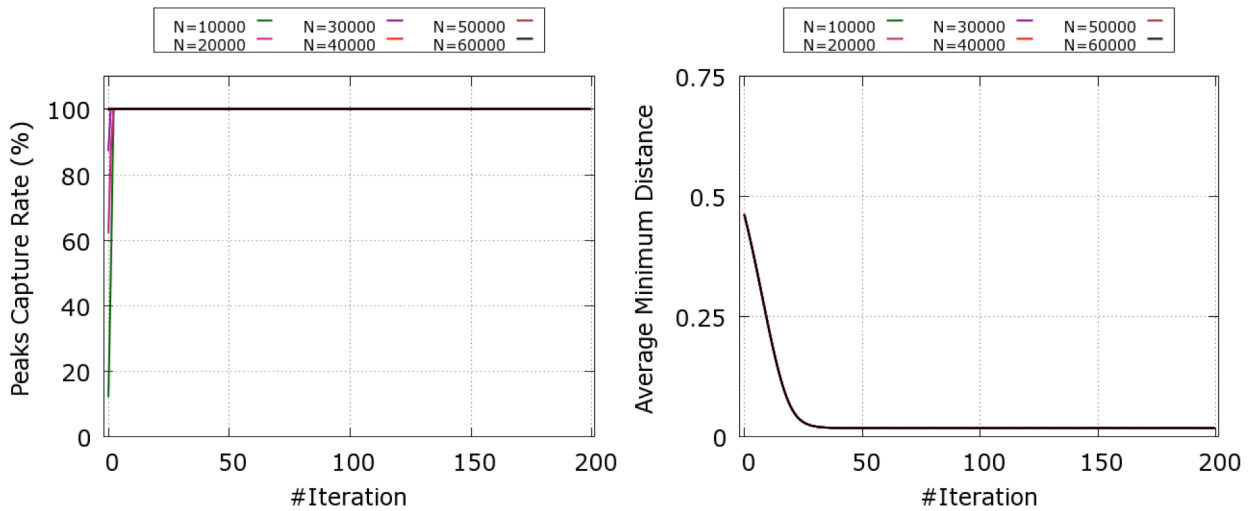 N=10000 N=30000 N=50000
N=20000 N=40000 N=60000
Peaks Capture Rate (%)
100
80
60
40
20
0
0 50 100 150 200
#Iteration
N=10000 N=30000 N=50000
N=20000 N=40000 N=60000
Average Minimum Distance
0.75
0.5
0.25
0
0 50 100 150 200
#Iteration